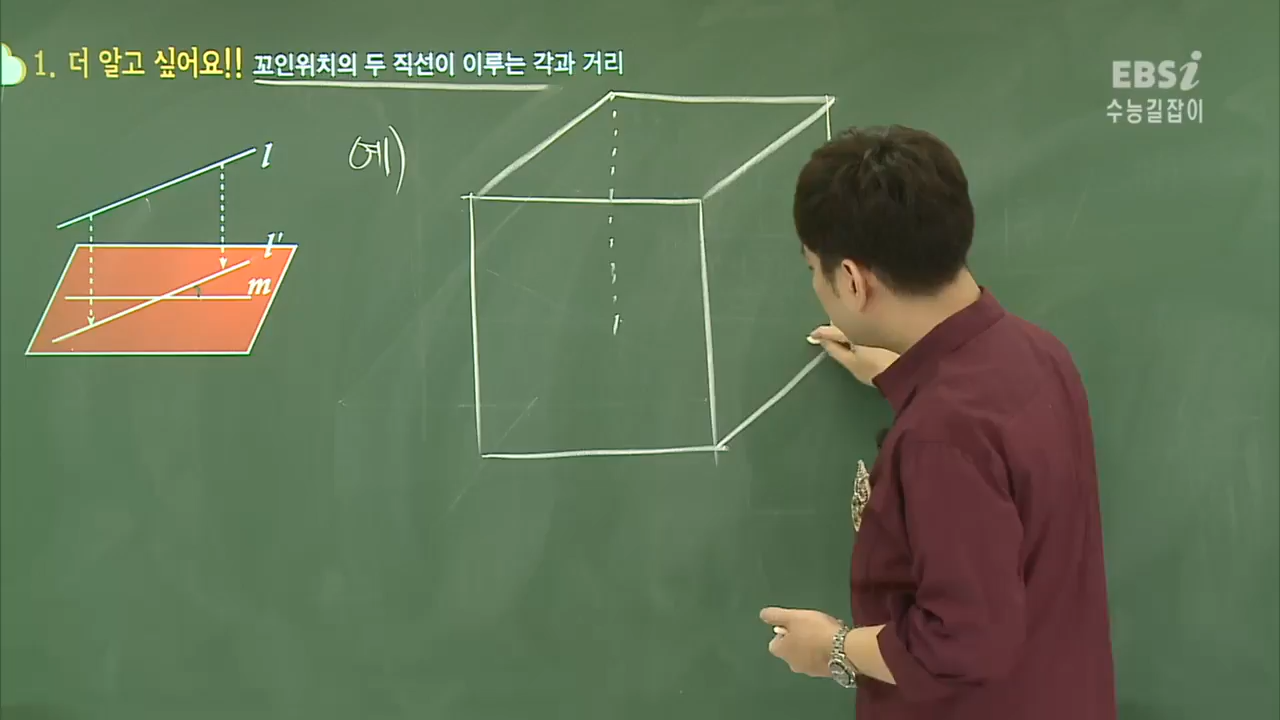 1. 더 알고 싶어요!! 꼬인위치의 두 직선이 이루는 각과 거리
EBSi
수능길잡이
예)
l
l'
m